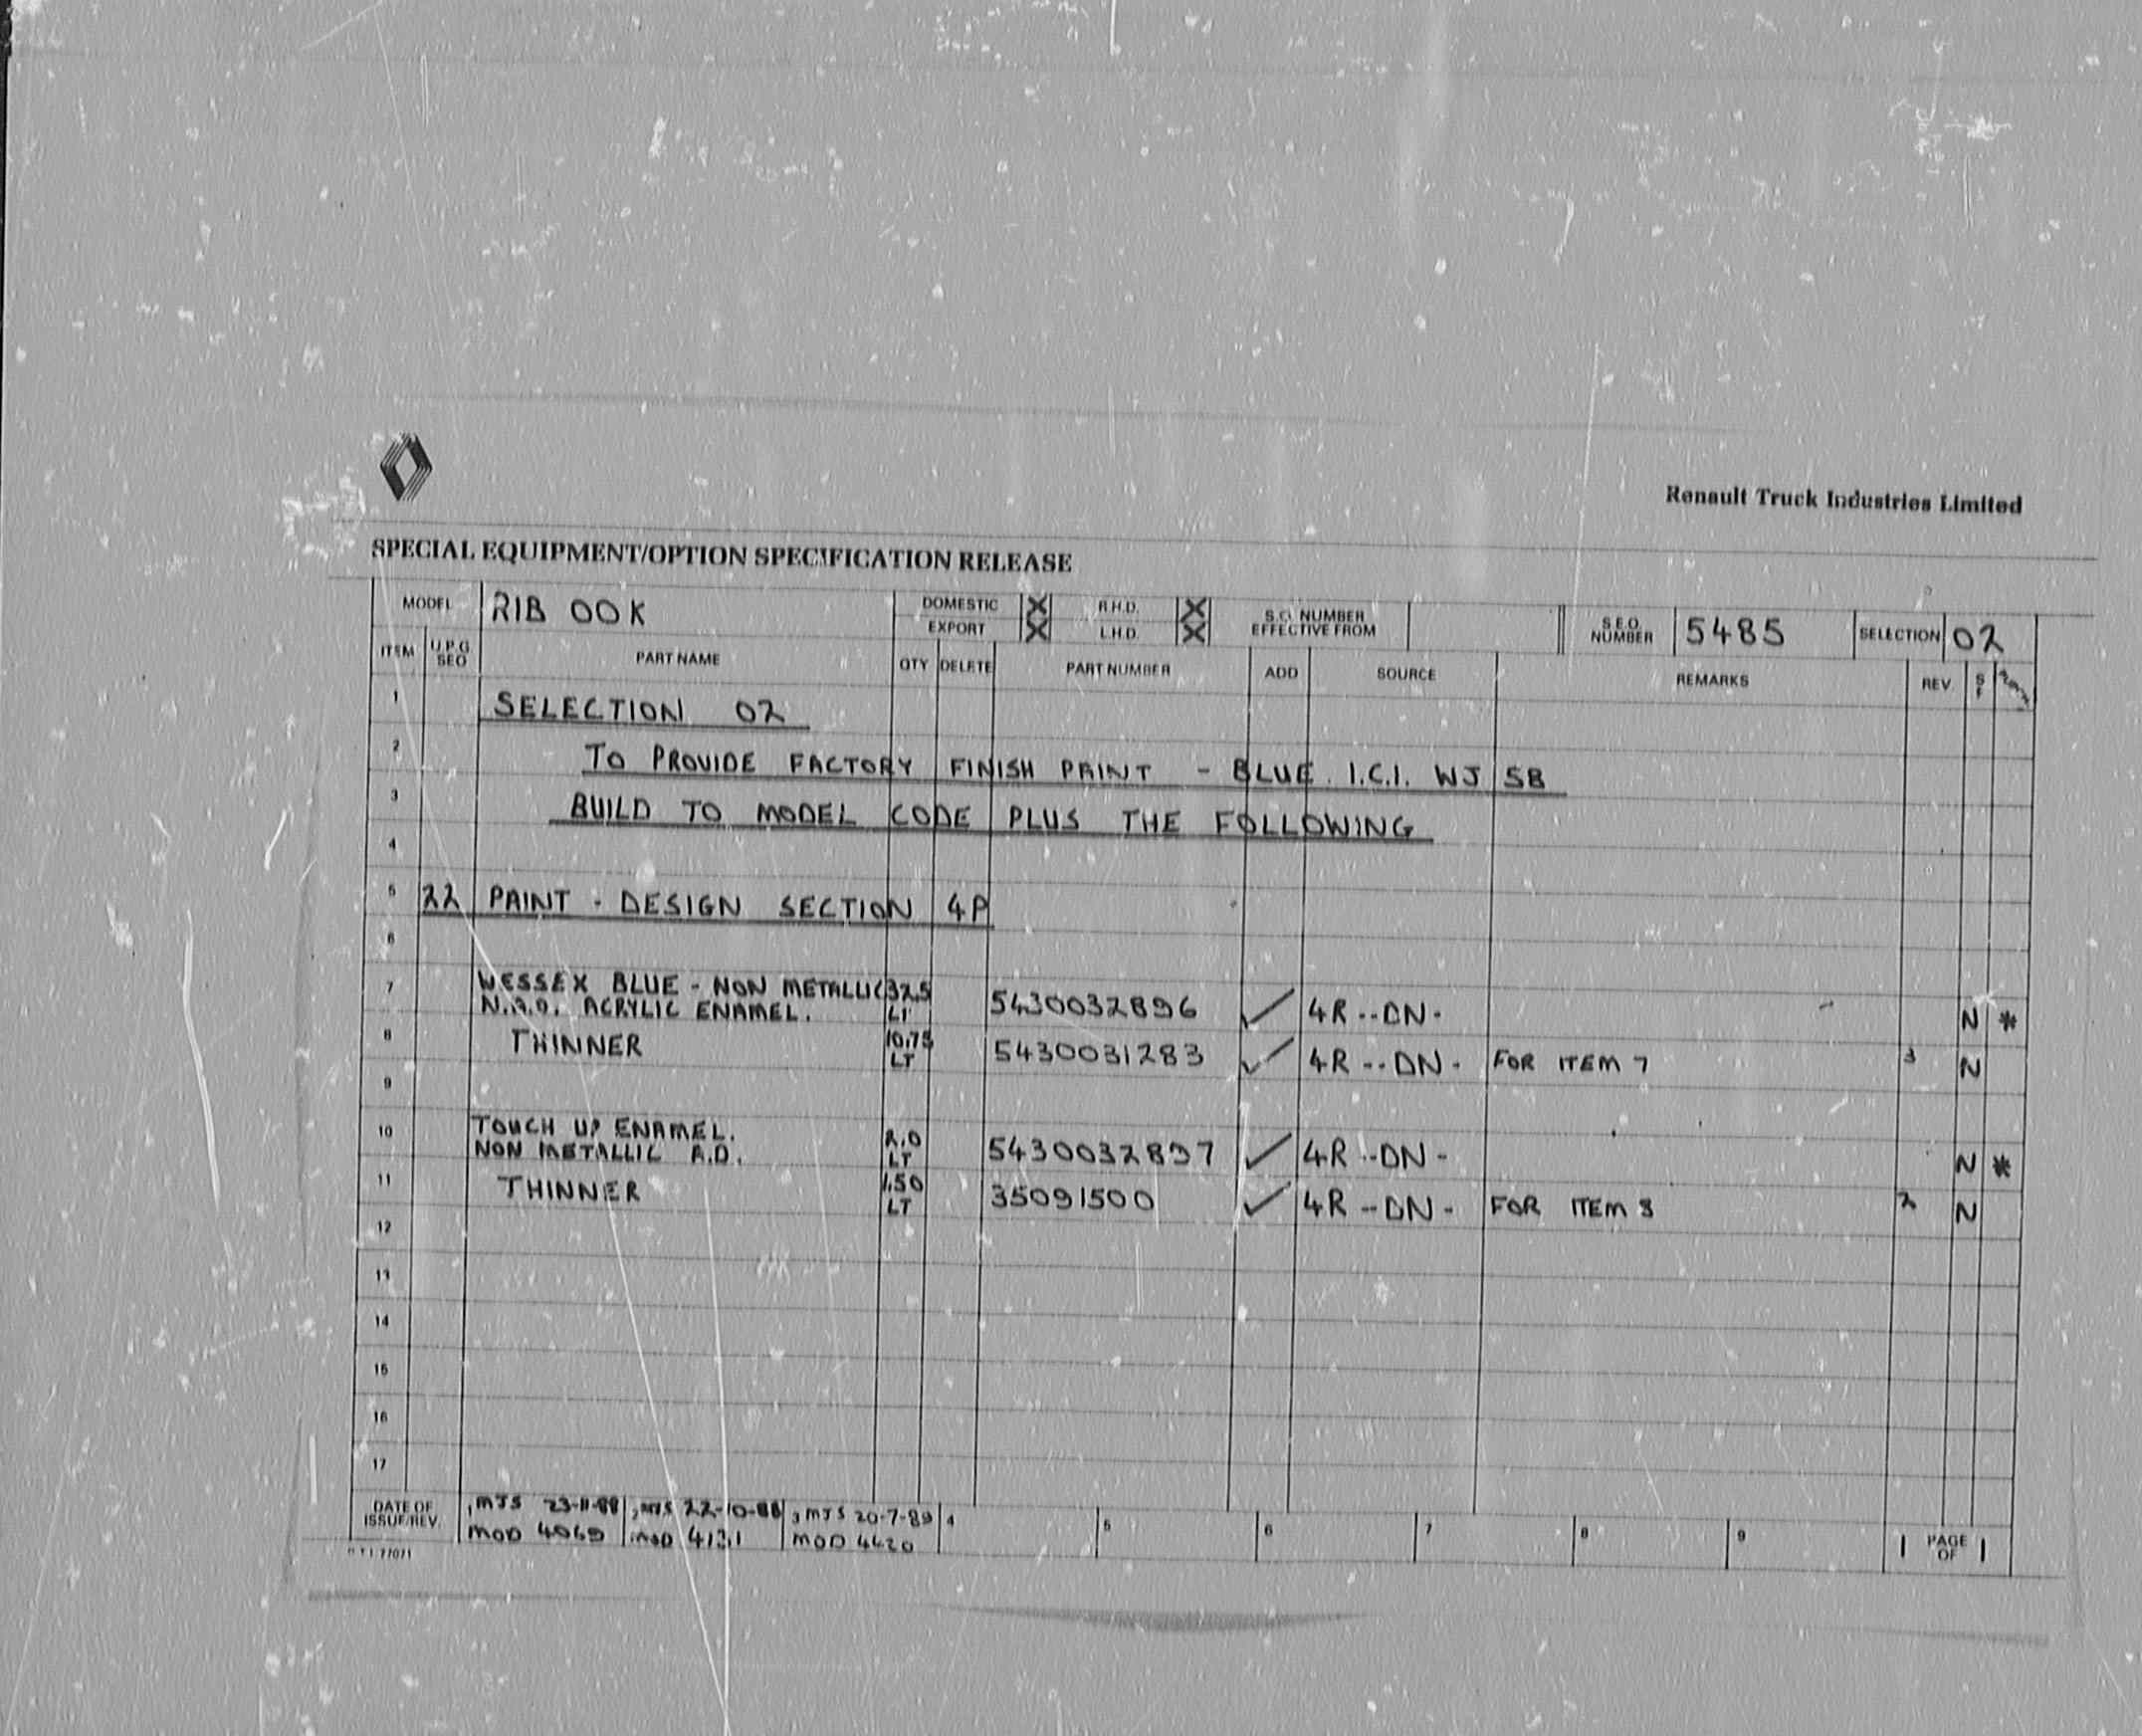 Renault Truck Industries Limited
SPECIAL EQUIPMENT/OPTION SPECIFICATION RELEASE
MODEL RIB 00K DOMESTIC X R.H.D. X S.O. NUMBER EFFECTIVE FROM S.E.O. NUMBER 5485 SELECTION 02
EXPORT X L.H.D. X
ITEM U.P.G. SEO PART NAME QTY DELETE PART NUMBER ADD SOURCE REMARKS REV S F
1 SELECTION 02
2 TO PROVIDE FACTORY FINISH PAINT - BLUE I.C.I. WJ 5B
3 BUILD TO MODEL CODE PLUS THE FOLLOWING
4
5 22 PAINT - DESIGN SECTION 4P
6
7 WESSEX BLUE - NON METALLIC
N.A.D. ACRYLIC ENAMEL. LT 5430032896 ✓ 4R--DN- N *
8 THINNER 10.75 LT 5430031283 ✓ 4R--DN- FOR ITEM 7 3 N
9
10 TOUCH UP ENAMEL. 2.0
NON METALLIC A.D. LT 5430032897 ✓ 4R--DN- N *
11 THINNER 1.50 LT 35091500 ✓ 4R--DN- FOR ITEM 8 2 N
12
13
14
15
16
17
DATE OF ISSUE/REV. 1 MJS 23-11-88 2 MJS 22-10-88 3 MJS 20-7-89 4 5 6 7 8 9 1 PAGE OF 1
MOD 4069 MOD 4131 MOD 4420